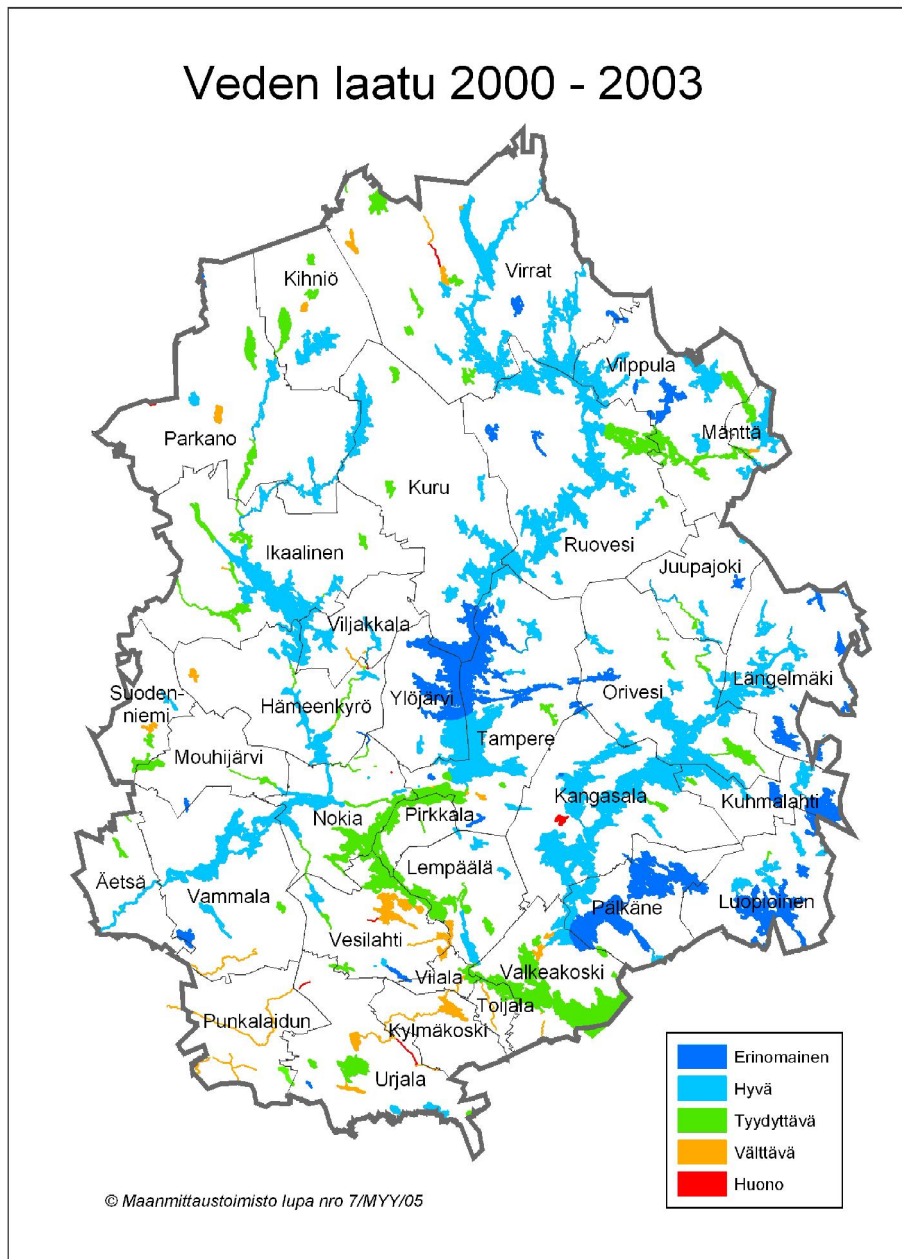 Veden laatu 2000 - 2003
Kihniö
Virrat
Vilppula
Parkano
Mänttä
Kuru
Ikaalinen
Ruovesi
Juupajoki
Viljakkala
Suoden-
niemi
Hämeenkyrö
Ylöjärvi
Orivesi
Längelmäki
Mouhijärvi
Tampere
Nokia
Pirkkala
Kangasala
Kuhmalahti
Äetsä
Vammala
Lempäälä
Pälkäne
Luopioinen
Vesilahti
Viiala
Valkeakoski
Toijala
Punkalaidun
Kylmäkoski
Urjala
Erinomainen
Hyvä
Tyydyttävä
Välttävä
Huono
© Maanmittaustoimisto lupa nro 7/MYY/05